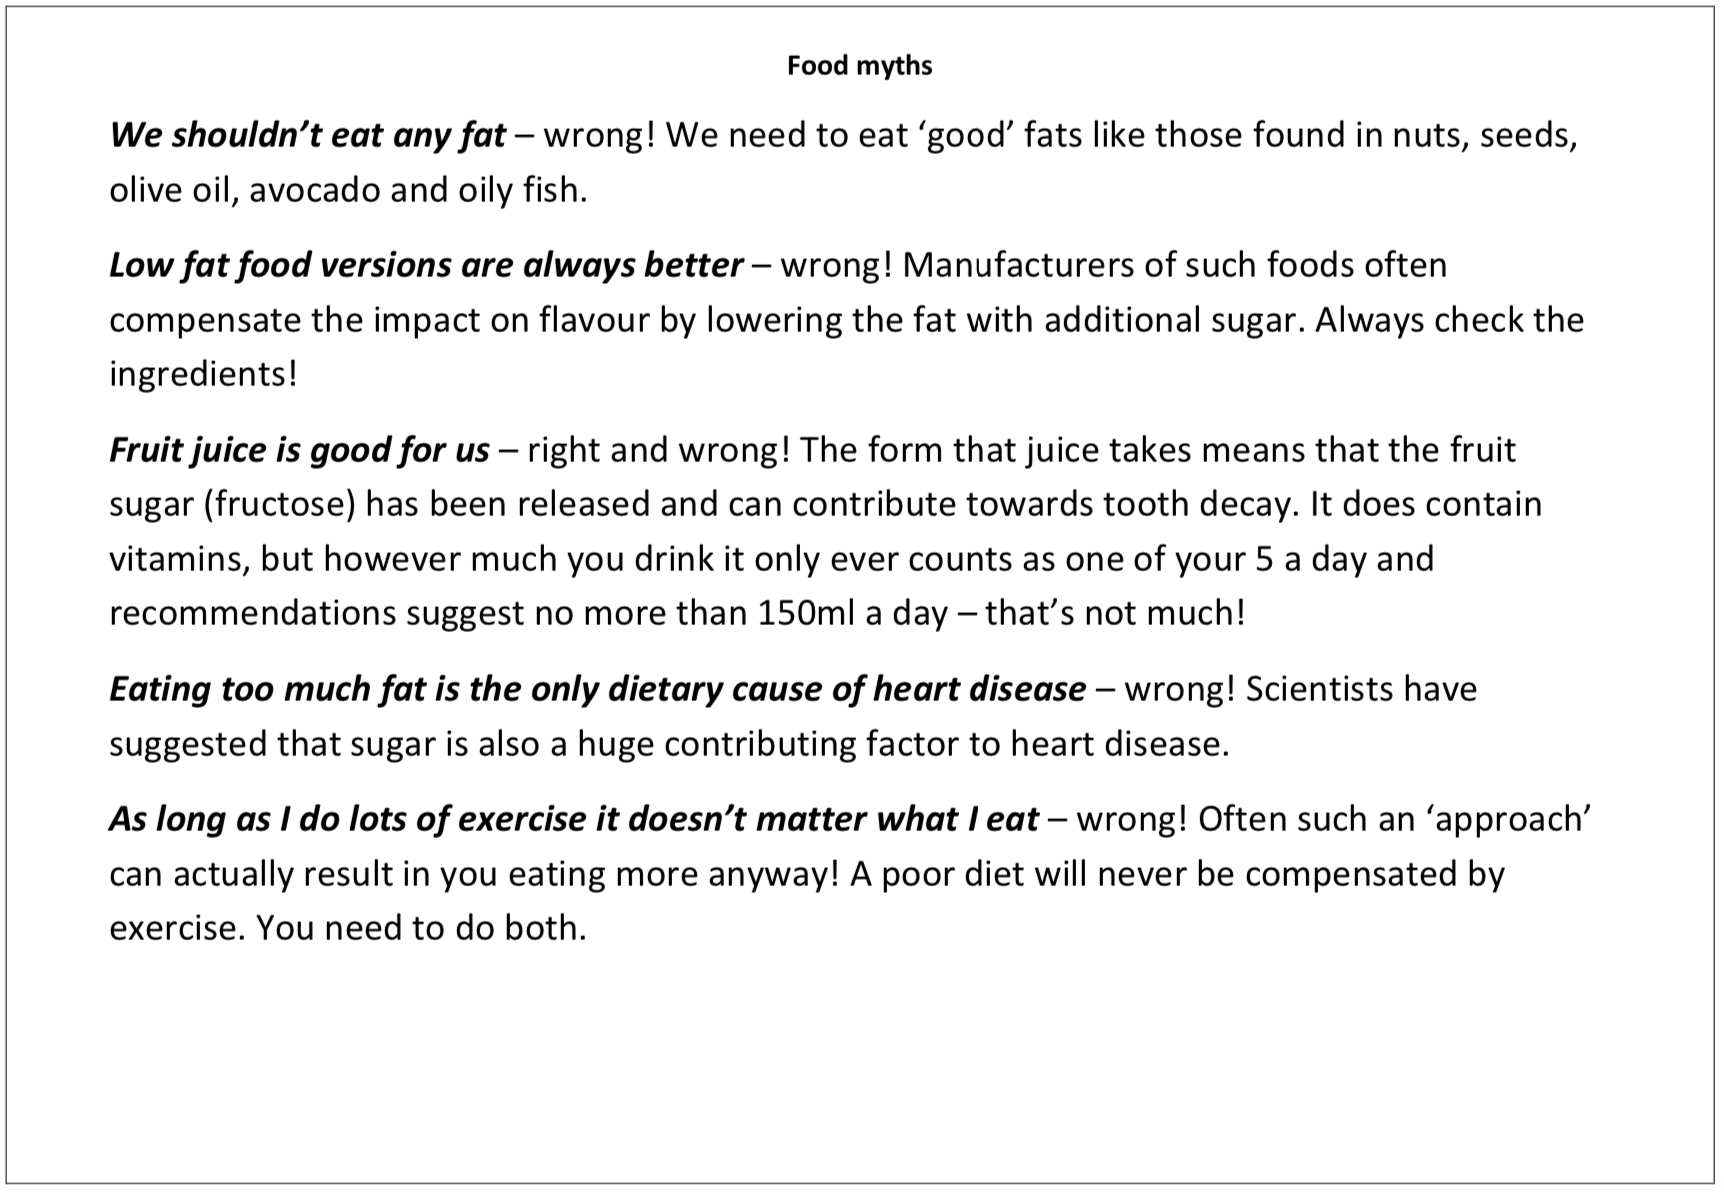 Food myths
We shouldn’t eat any fat – wrong! We need to eat ‘good’ fats like those found in nuts, seeds,
olive oil, avocado and oily fish.
Low fat food versions are always better – wrong! Manufacturers of such foods often
compensate the impact on flavour by lowering the fat with additional sugar. Always check the
ingredients!
Fruit juice is good for us – right and wrong! The form that juice takes means that the fruit
sugar (fructose) has been released and can contribute towards tooth decay. It does contain
vitamins, but however much you drink it only ever counts as one of your 5 a day and
recommendations suggest no more than 150ml a day – that’s not much!
Eating too much fat is the only dietary cause of heart disease – wrong! Scientists have
suggested that sugar is also a huge contributing factor to heart disease.
As long as I do lots of exercise it doesn’t matter what I eat – wrong! Often such an ‘approach’
can actually result in you eating more anyway! A poor diet will never be compensated by
exercise. You need to do both.